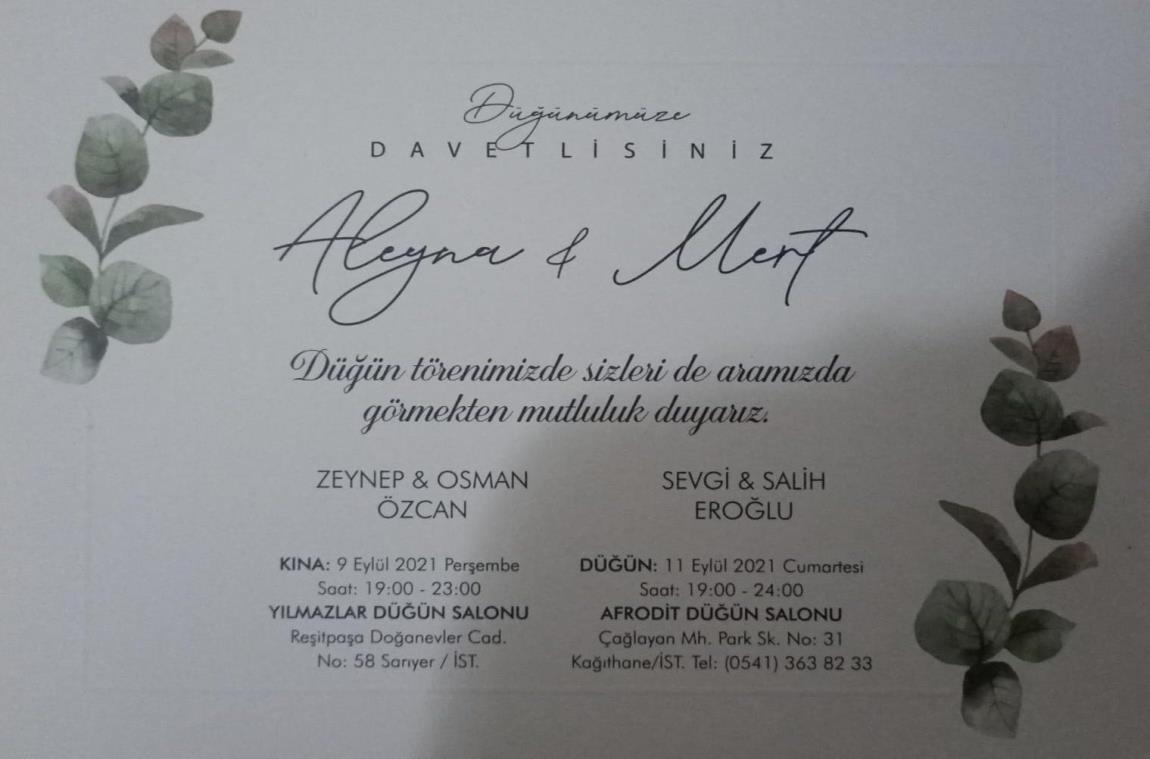 Düğünümüze
DAVETLİSİNİZ
Aleyna & Mert
Düğün törenimizde sizleri de aramızda
görmekten mutluluk duyarız.
ZEYNEP & OSMAN
ÖZCAN
KINA: 9 Eylül 2021 Perşembe
Saat: 19:00 - 23:00
YILMAZLAR DÜĞÜN SALONU
Reşitpaşa Doğanevler Cad.
No: 58 Sarıyer / İST.
SEVGİ & SALİH
EROĞLU
DÜĞÜN: 11 Eylül 2021 Cumartesi
Saat: 19:00 - 24:00
AFRODİT DÜĞÜN SALONU
Çağlayan Mh. Park Sk. No: 31
Kağıthane/İST. Tel: (0541) 363 82 33